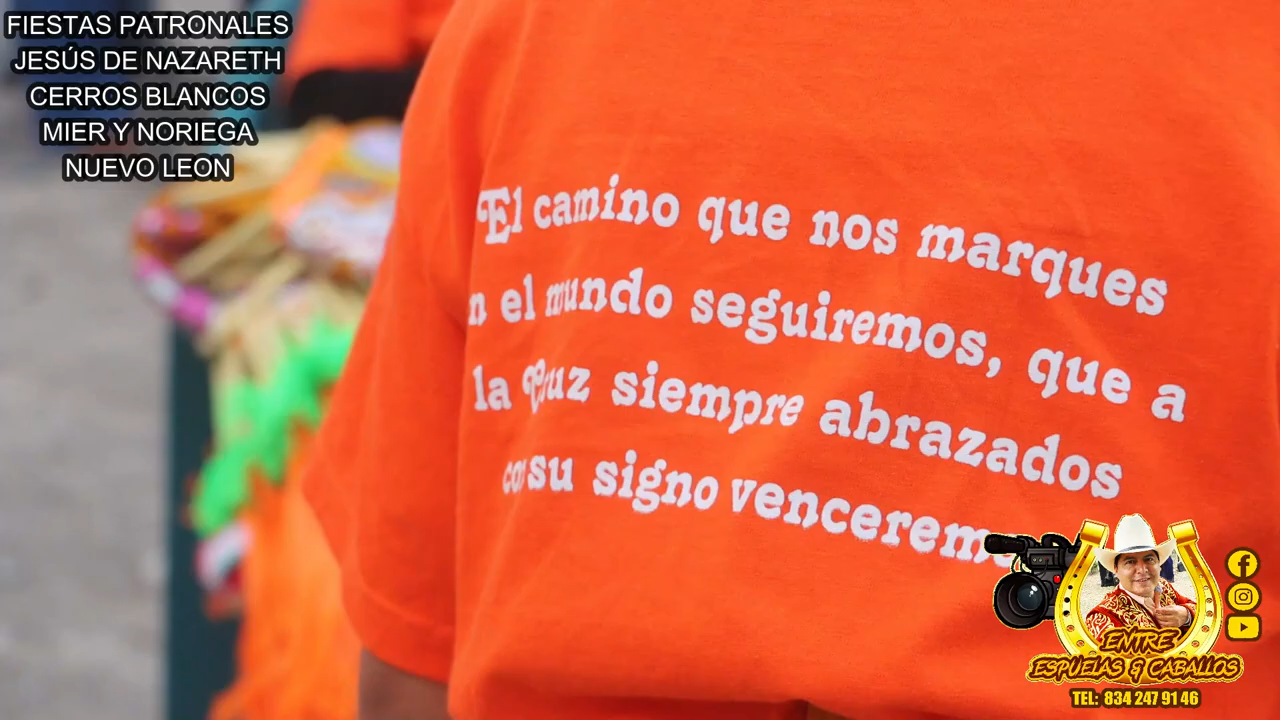 FIESTAS PATRONALES
JESÚS DE NAZARETH
CERROS BLANCOS
MIER Y NORIEGA
NUEVO LEON
El camino que nos marques
n el mundo seguiremos, que a
la Cruz siempre abrazados
con su signo vencerem
ENTRE
ESPUELAS Y CABALLOS
TEL: 834 247 91 46